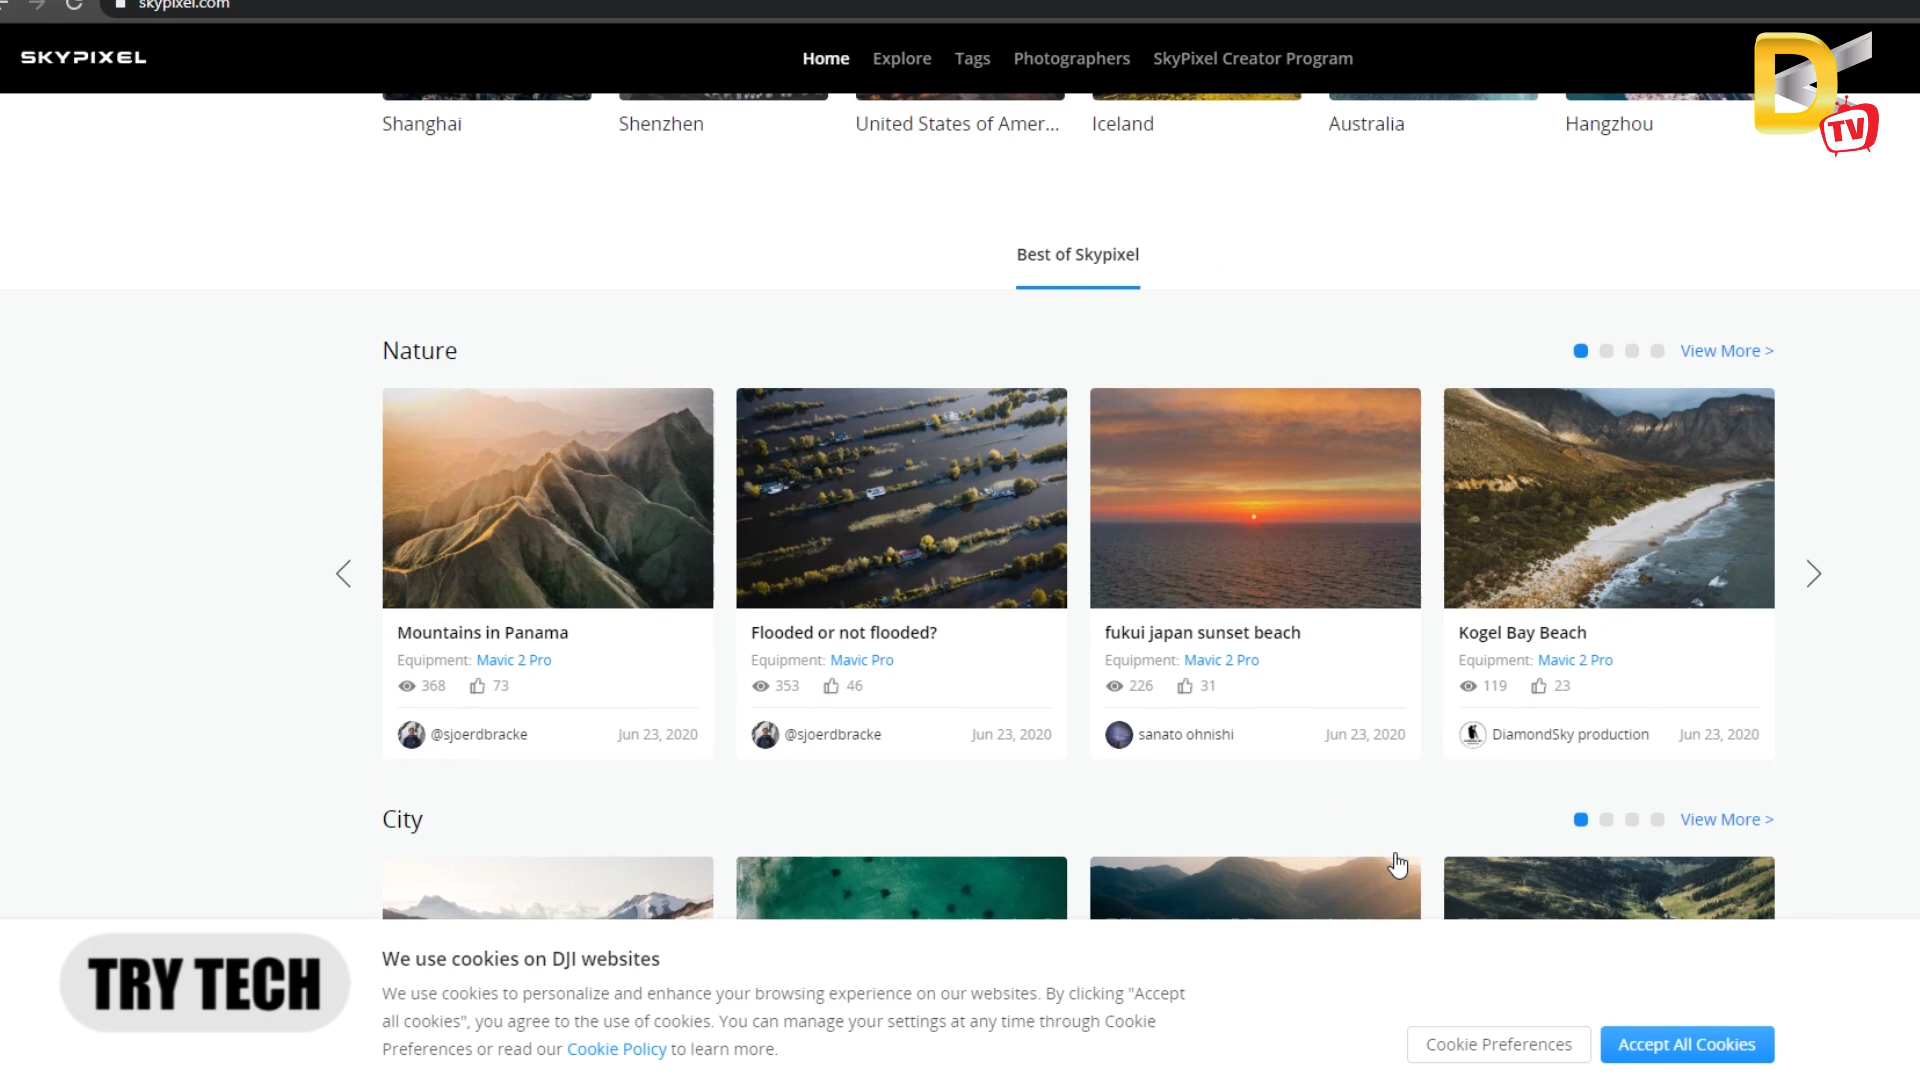 skypixel.com
SKYPIXEL
Home Explore Tags Photographers SkyPixel Creator Program
D TV
Shanghai Shenzhen United States of Amer... Iceland Australia Hangzhou
Best of Skypixel
Nature View More >
Mountains in Panama
Equipment: Mavic 2 Pro
368 73
@sjoerdbracke Jun 23, 2020
Flooded or not flooded?
Equipment: Mavic Pro
353 46
@sjoerdbracke Jun 23, 2020
fukui japan sunset beach
Equipment: Mavic 2 Pro
226 31
sanato ohnishi Jun 23, 2020
Kogel Bay Beach
Equipment: Mavic 2 Pro
119 23
DiamondSky production Jun 23, 2020
City View More >
TRY TECH
We use cookies on DJI websites
We use cookies to personalize and enhance your browsing experience on our websites. By clicking "Accept
all cookies", you agree to the use of cookies. You can manage your settings at any time through Cookie
Preferences or read our Cookie Policy to learn more.
Cookie Preferences Accept All Cookies